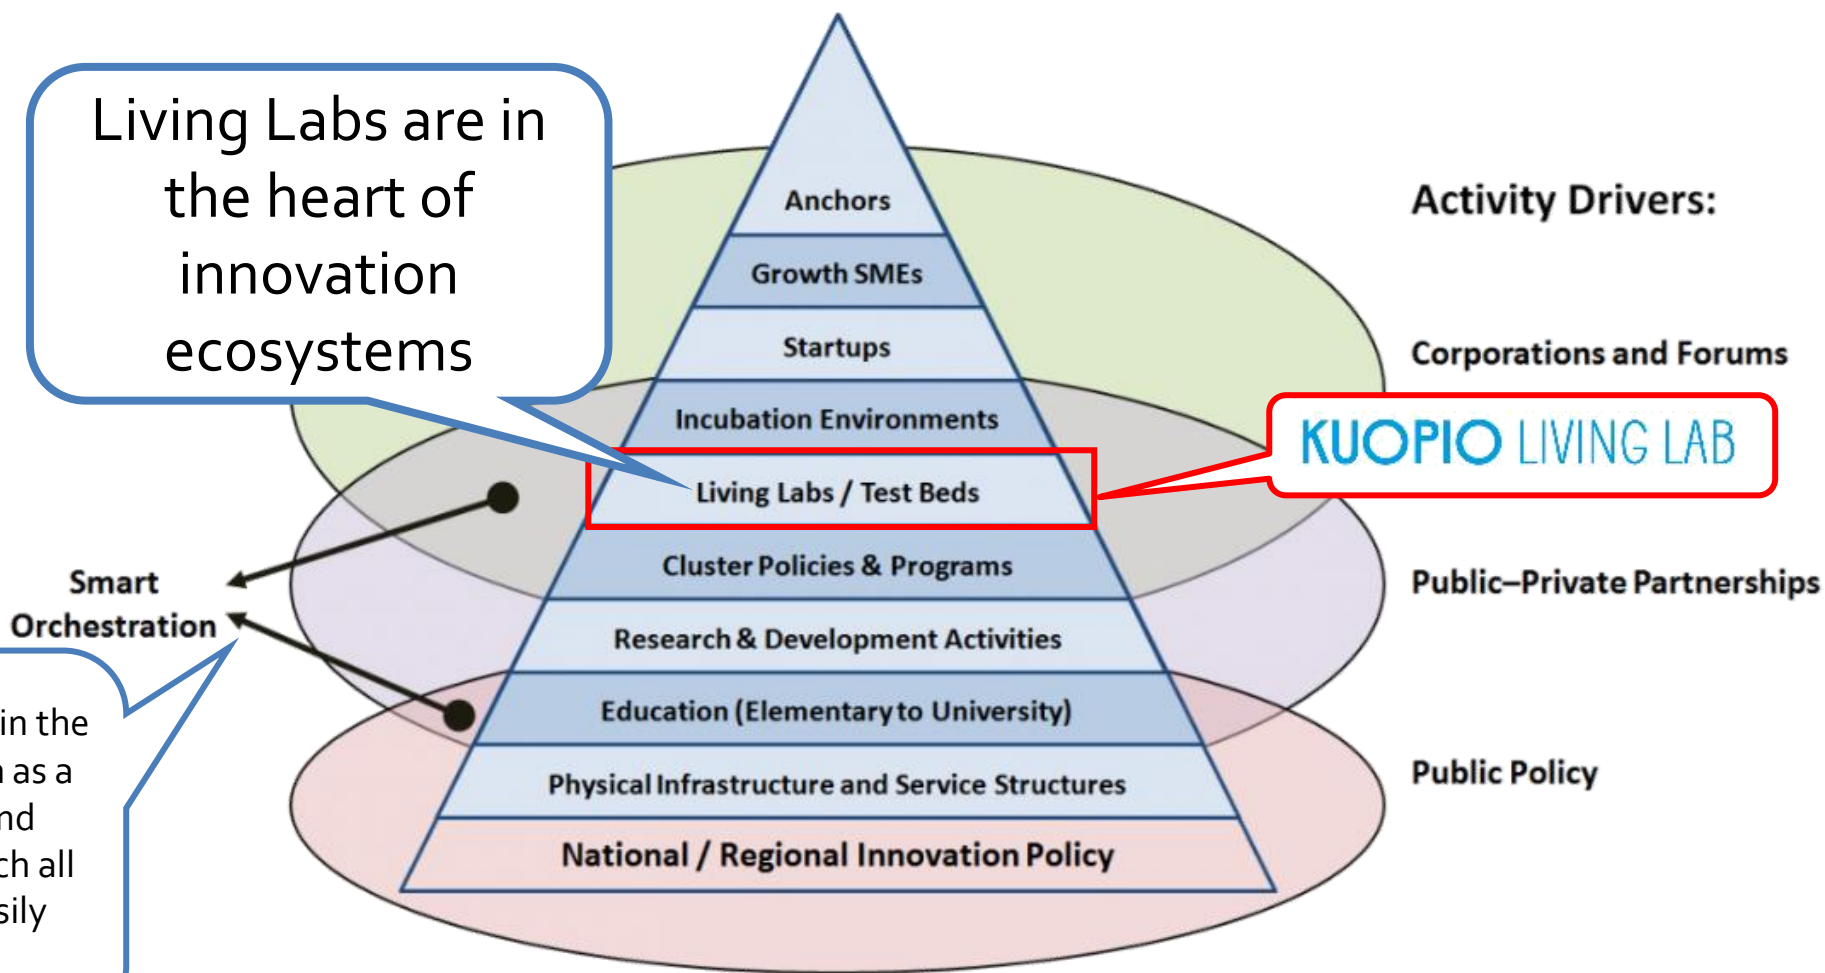 Living Labs are in
the heart of
innovation
ecosystems
Anchors
Growth SMEs
Startups
Incubation Environments
Living Labs / Test Beds
Cluster Policies & Programs
Research & Development Activities
Education (Elementary to University)
Physical Infrastructure and Service Structures
National / Regional Innovation Policy
Activity Drivers:
Corporations and Forums
KUOPIO LIVING LAB
Public–Private Partnerships
Public Policy
Smart
Orchestration
in the
as a
ch all